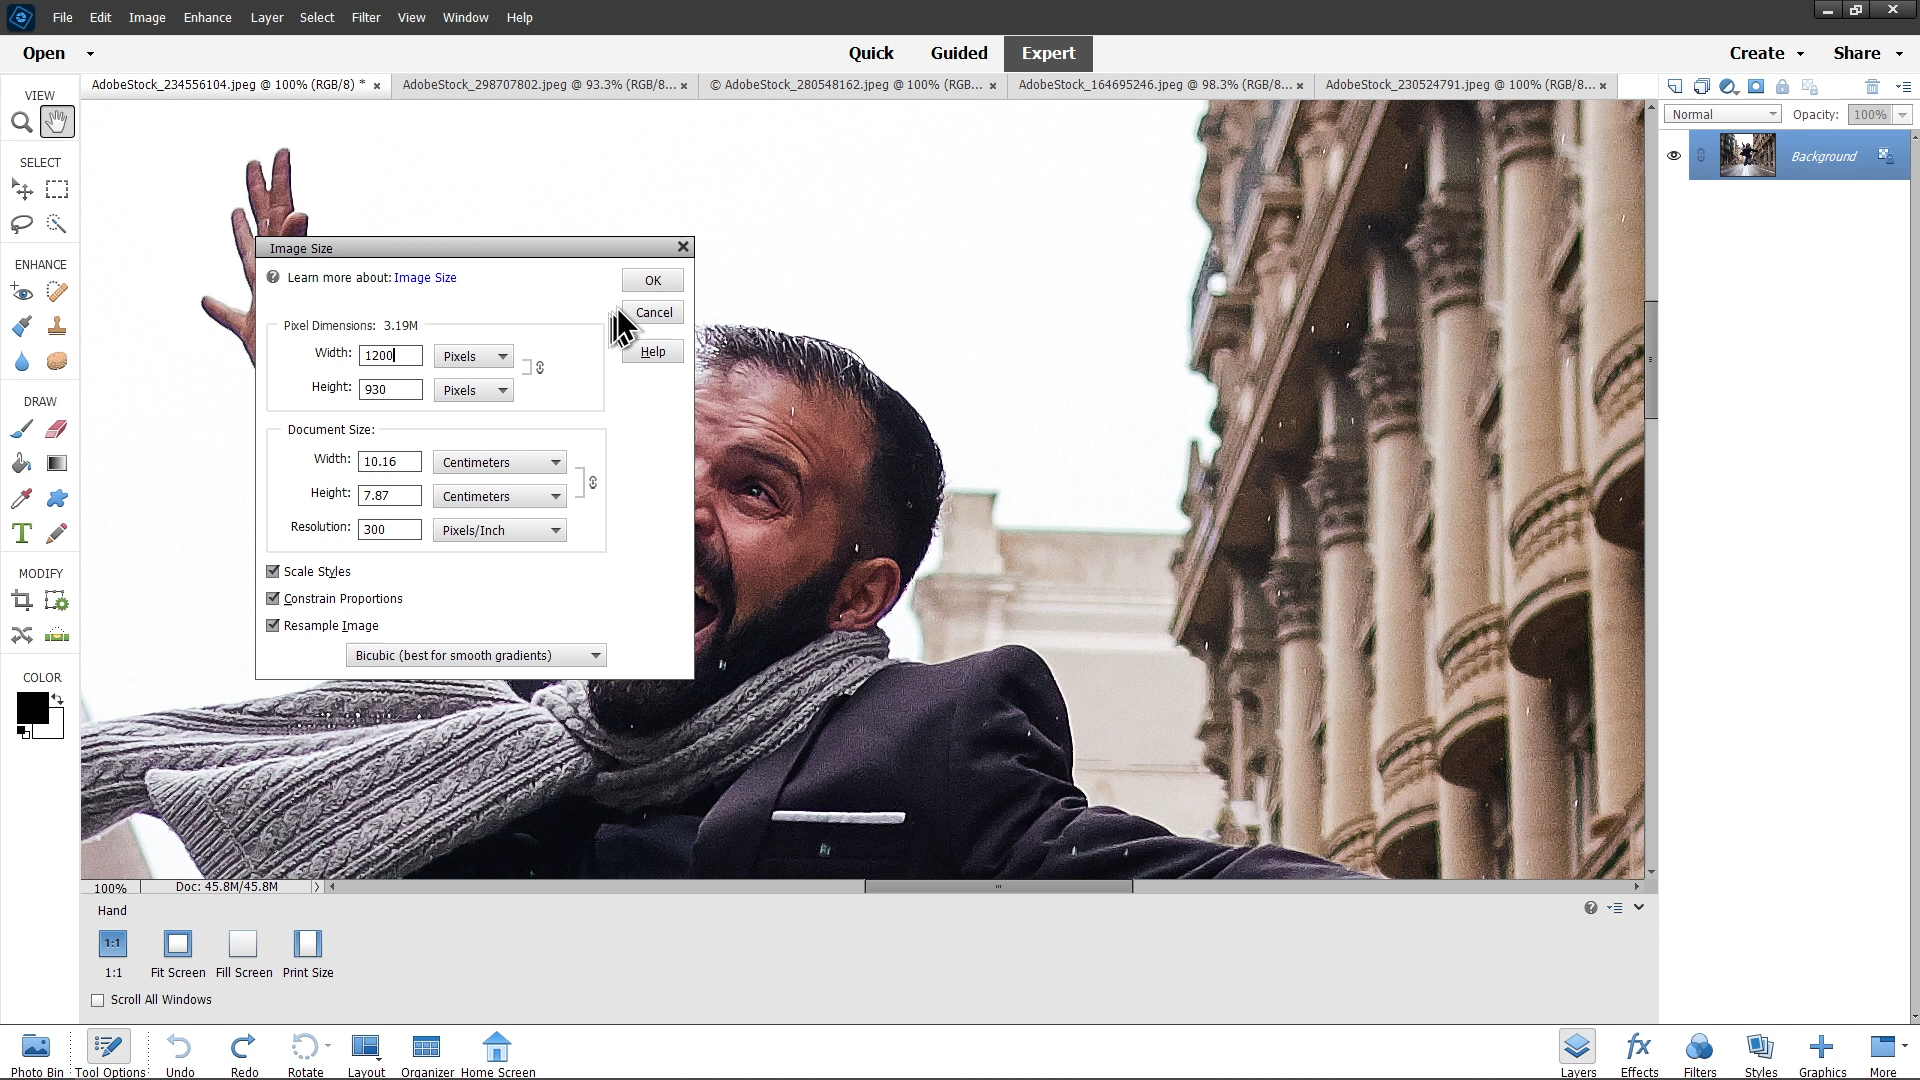 File Edit Image Enhance Layer Select Filter View Window Help
Open Quick Guided Expert Create Share
AdobeStock_234556104.jpeg @ 100% (RGB/8) * × AdobeStock_298707802.jpeg @ 93.3% (RGB/8... × © AdobeStock_280548162.jpeg @ 100% (RGB... × AdobeStock_164695246.jpeg @ 98.3% (RGB/8... × AdobeStock_230524791.jpeg @ 100% (RGB/8... ×
VIEW
Normal Opacity: 100%
Background
SELECT
ENHANCE
DRAW
T
MODIFY
COLOR
Image Size
Learn more about: Image Size
OK
Cancel
Help
Pixel Dimensions: 3.19M
Width: 1200 Pixels
Height: 930 Pixels
Document Size:
Width: 10.16 Centimeters
Height: 7.87 Centimeters
Resolution: 300 Pixels/Inch
Scale Styles
Constrain Proportions
Resample Image
Bicubic (best for smooth gradients)
100% Doc: 45.8M/45.8M
Hand
1:1
1:1 Fit Screen Fill Screen Print Size
Scroll All Windows
fx
Photo Bin Tool Options Undo Redo Rotate Layout Organizer Home Screen Layers Effects Filters Styles Graphics More